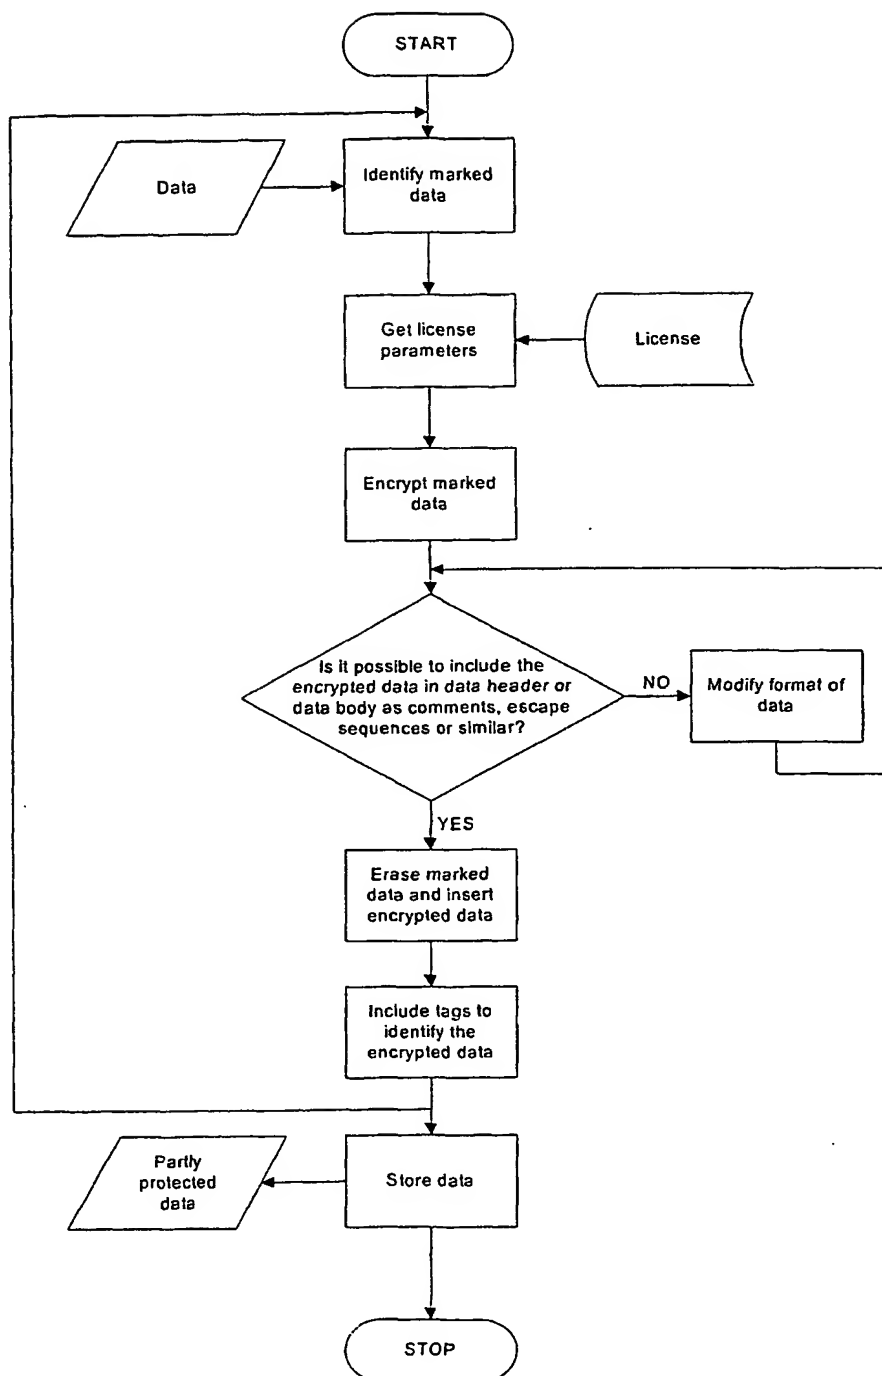 START
Data
Identify marked
data
Get license
parameters
License
Encrypt marked
data
Is it possible to include the
encrypted data in data header or
data body as comments, escape
sequences or similar?
NO
Modify format of
data
YES
Erase marked
data and insert
encrypted data
Include tags to
identify the
encrypted data
Partly
protected
data
Store data
STOP